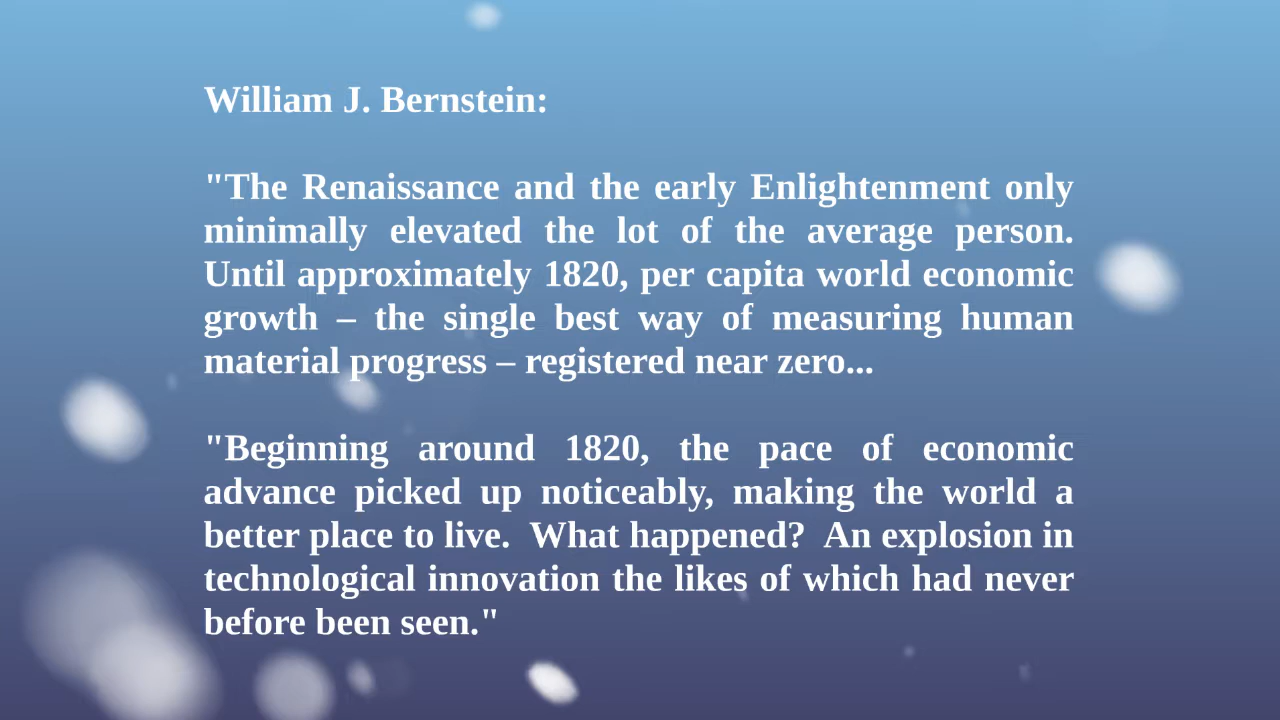 William J. Bernstein:
"The Renaissance and the early Enlightenment only
minimally elevated the lot of the average person.
Until approximately 1820, per capita world economic
growth – the single best way of measuring human
material progress – registered near zero...
"Beginning around 1820, the pace of economic
advance picked up noticeably, making the world a
better place to live.  What happened?  An explosion in
technological innovation the likes of which had never
before been seen."